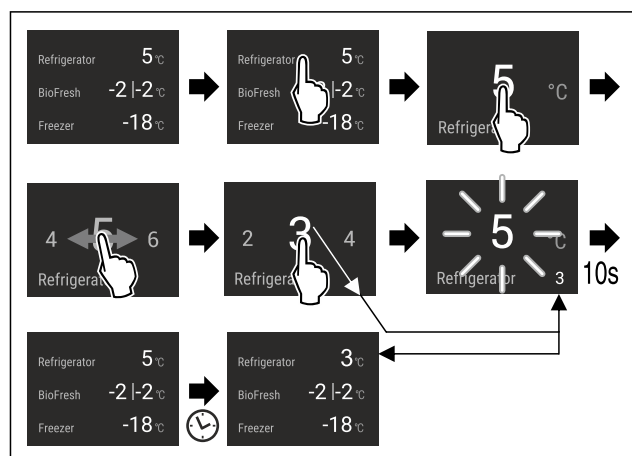 Refrigerator 5 °C
BioFresh -2 | -2 °C
Freezer -18 °C
Refrigerator 5 °C
BioFresh |-2 °C
Freezer -18 °C
5 °C
Refrigerator
4 5 6
Refrigerator
2 3 4
Refrigera
5 °C
Refrigerator 3
10s
Refrigerator 5 °C
BioFresh -2 | -2 °C
Freezer -18 °C
Refrigerator 3 °C
BioFresh -2 | -2 °C
Freezer -18 °C